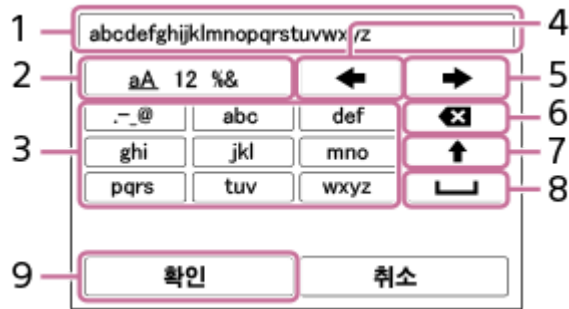 1 abcdefghijklmnopqrstuvwxyz 4
2 aA 12 %& 5
.-_@ abc def 6
3 ghi jkl mno 7
pqrs tuv wxyz 8
9 확인 취소